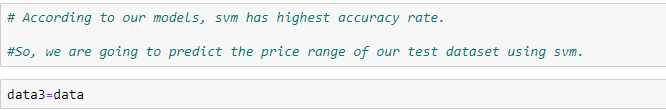 # According to our models, svm has highest accuracy rate.
#So, we are going to predict the price range of our test dataset using svm.
data3=data